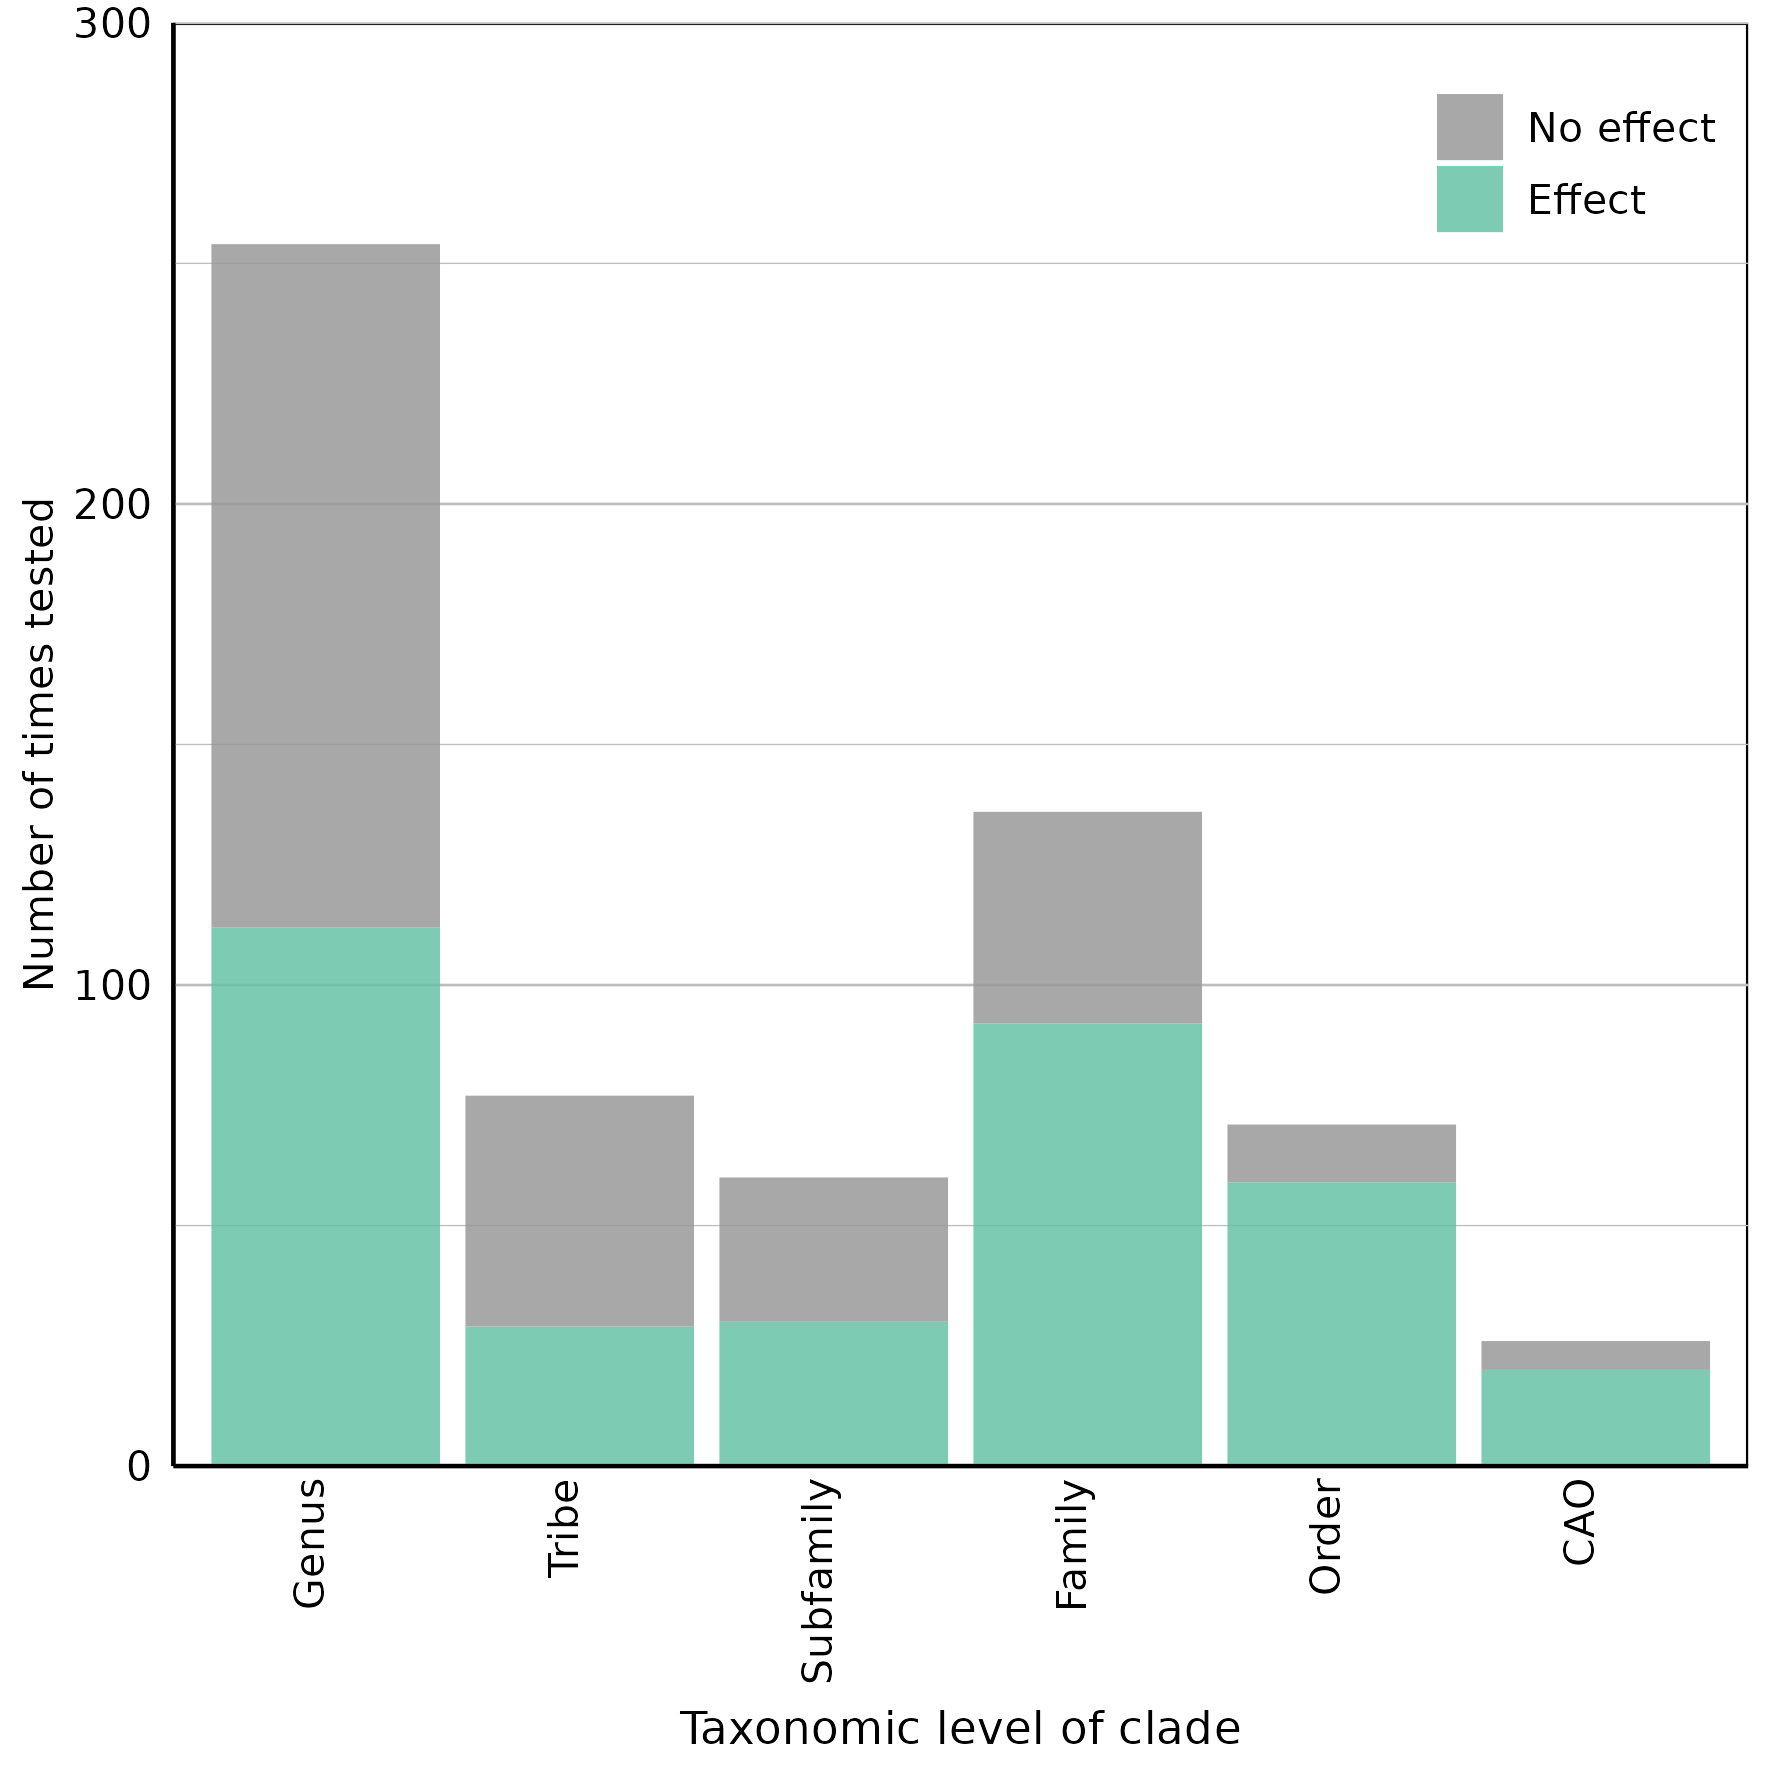 300
200
100
0
Number of times tested
No effect
Effect
Genus
Tribe
Subfamily
Family
Order
CAO
Taxonomic level of clade